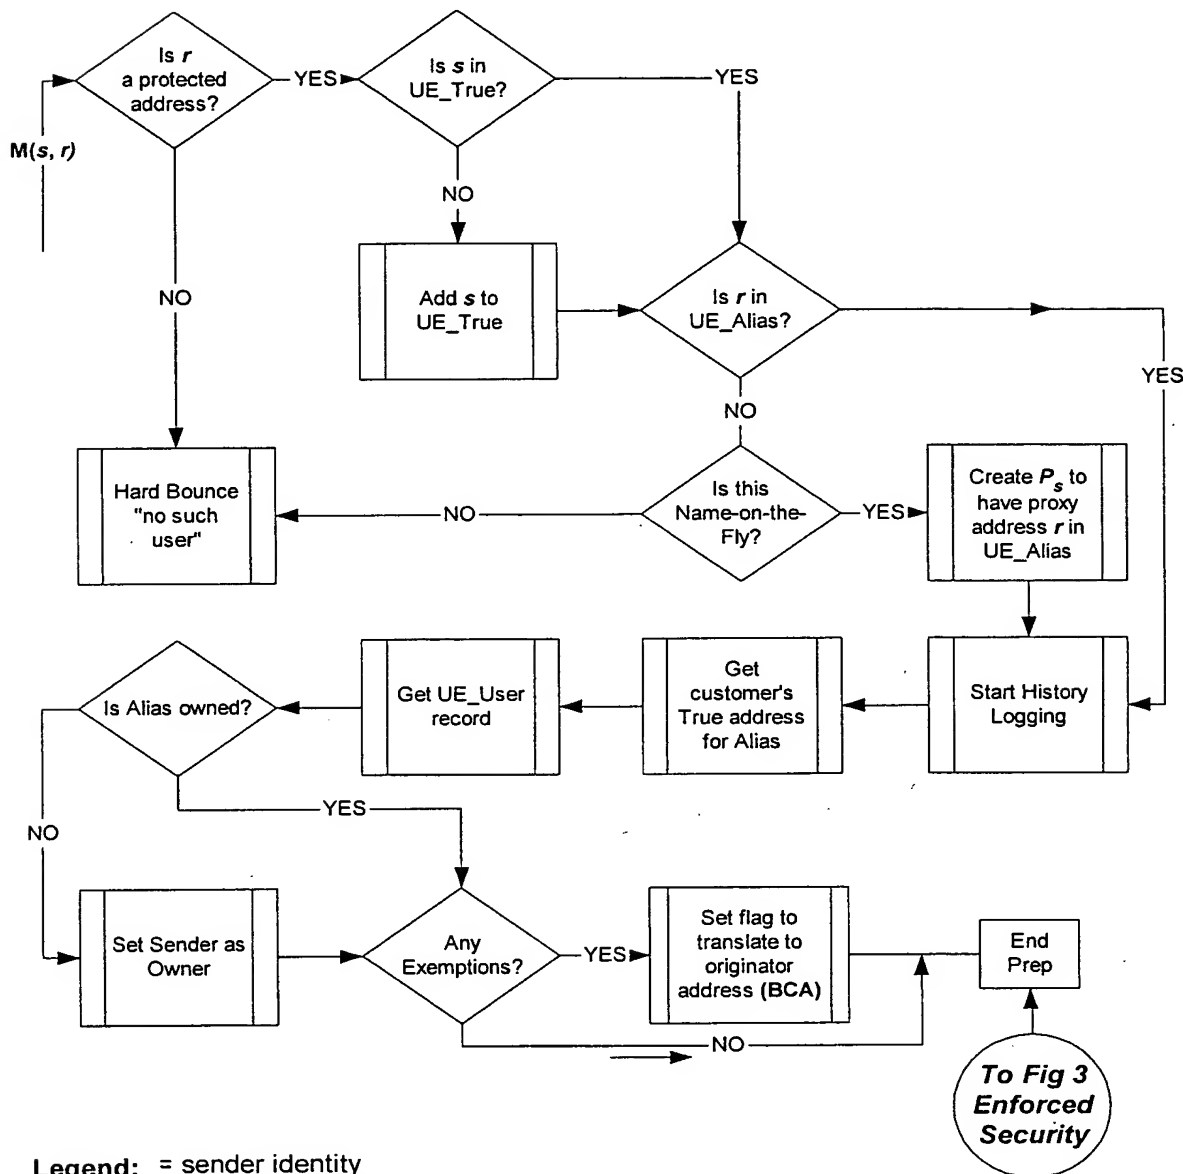 Is r
a protected
address?
YES
Is s in
UE_True?
YES
M(s, r)
NO
NO
Add s to
UE_True
Is r in
UE_Alias?
YES
NO
Hard Bounce
"no such
user"
NO
Is this
Name-on-the-
Fly?
YES
Create Ps to
have proxy
address r in
UE_Alias
Is Alias owned?
Get UE_User
record
Get
customer's
True address
for Alias
Start History
Logging
YES
NO
Set Sender as
Owner
Any
Exemptions?
YES
Set flag to
translate to
originator
address (BCA)
End
Prep
NO
To Fig 3
Enforced
Security
Legend: = sender identity